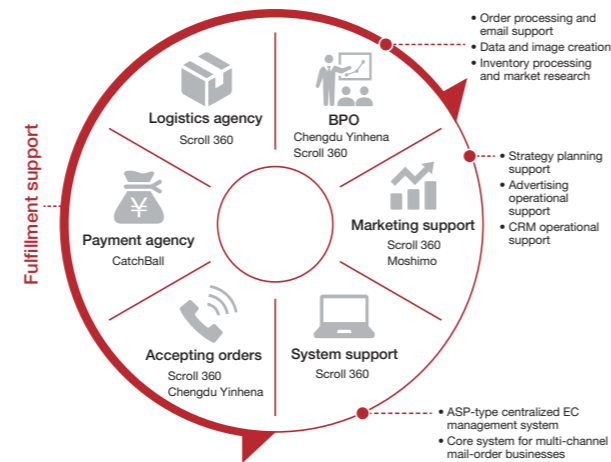 • Order processing and
email support
• Data and image creation
• Inventory processing
and market research
Logistics agency
Scroll 360
BPO
Chengdu Yinhena
Scroll 360
• Strategy planning
support
• Advertising
operational
support
• CRM operational
support
Fulfillment support
¥
Payment agency
CatchBall
Marketing support
Scroll 360
Moshimo
Accepting orders
Scroll 360
Chengdu Yinhena
System support
Scroll 360
• ASP-type centralized EC
management system
• Core system for multi-channel
mail-order businesses